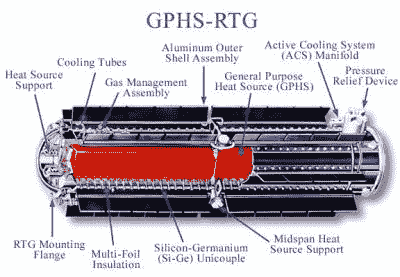 GPHS-RTG
Aluminum Outer
Shell Assembly
Active Cooling System
(ACS) Manifold
Cooling Tubes
Pressure
Relief Device
Heat Source
Support
Gas Management
Assembly
General Purpose
Heat Source (GPHS)
RTG Mounting
Flange
Multi-Foil
Insulation
Silicon-Germanium
(Si-Ge) Unicouple
Midspan Heat
Source Support